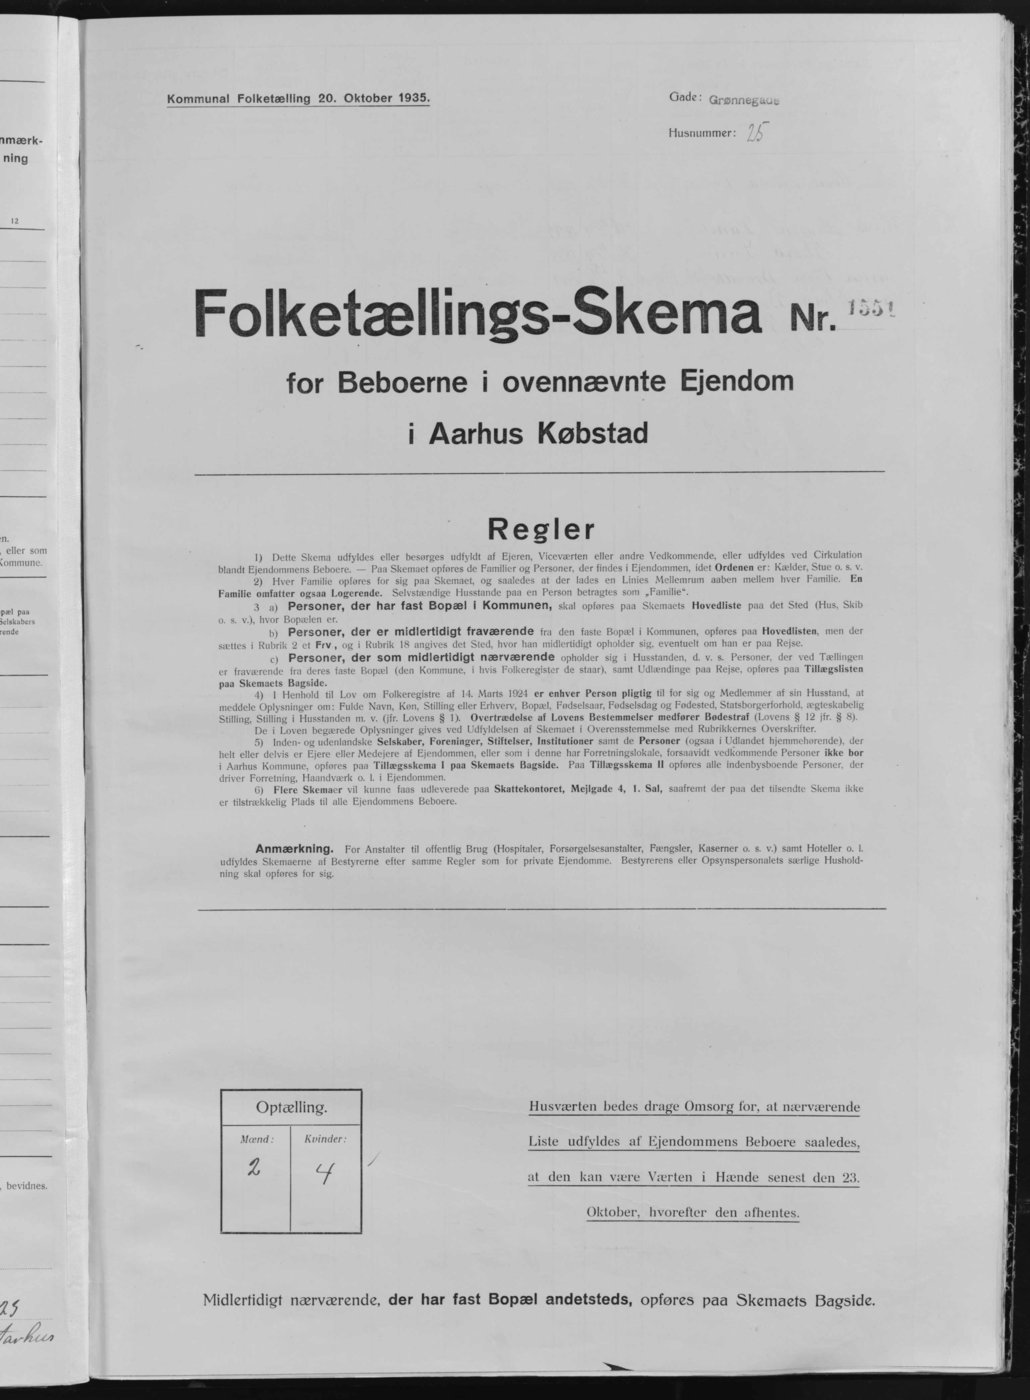 nmærk-
ning
12
en.
, eller som
Kommune.
pæl paa
Selskabers
rende
, bevidnes.
25
Aarhus
Kommunal Folketælling 20. Oktober 1935.
Gade: Grønnegade
Husnummer: 25
Folketællings-Skema Nr. 1551
for Beboerne i ovennævnte Ejendom
i Aarhus Købstad
Regler
1) Dette Skema udfyldes eller besørges udfyldt af Ejeren, Viceværten eller andre Vedkommende, eller udfyldes ved Cirkulation
blandt Ejendommens Beboere. — Paa Skemaet opføres de Familier og Personer, der findes i Ejendommen, idet Ordenen er: Kælder, Stue o. s. v.
2) Hver Familie opføres for sig paa Skemaet, og saaledes at der lades en Linies Mellemrum aaben mellem hver Familie. En
Familie omfatter ogsaa Logerende. Selvstændige Husstande paa en Person betragtes som „Familie“.
3 a) Personer, der har fast Bopæl i Kommunen, skal opføres paa Skemaets Hovedliste paa det Sted (Hus, Skib
o. s. v.), hvor Bopælen er.
b) Personer, der er midlertidigt fraværende fra den faste Bopæl i Kommunen, opføres paa Hovedlisten, men der
sættes i Rubrik 2 et Frv., og i Rubrik 18 angives det Sted, hvor han midlertidigt opholder sig, eventuelt om han er paa Rejse.
c) Personer, der som midlertidigt nærværende opholder sig i Husstanden, d. v. s. Personer, der ved Tællingen
er fraværende fra deres faste Bopæl (den Kommune, i hvis Folkeregister de staar), samt Udlændinge paa Rejse, opføres paa Tillægslisten
paa Skemaets Bagside.
4) I Henhold til Lov om Folkeregistre af 14. Marts 1924 er enhver Person pligtig til for sig og Medlemmer af sin Husstand, at
meddele Oplysninger om: Fulde Navn, Køn, Stilling eller Erhverv, Bopæl, Fødselsaar, Fødselsdag og Fødested, Statsborgerforhold, ægteskabelig
Stilling, Stilling i Husstanden m. v. (jfr. Lovens § 1). Overtrædelse af Lovens Bestemmelser medfører Bødestraf (Lovens § 12 jfr. § 8).
De i Loven begærede Oplysninger gives ved Udfyldelsen af Skemaet i Overensstemmelse med Rubrikkernes Overskrifter.
5) Inden- og udenlandske Selskaber, Foreninger, Stiftelser, Institutioner samt de Personer (ogsaa i Udlandet hjemmehørende), der
helt eller delvis er Ejere eller Medejere af Ejendommen, eller som i denne har Forretningslokale, forsaavidt vedkommende Personer ikke bor
i Aarhus Kommune, opføres paa Tillægsskema I paa Skemaets Bagside. Paa Tillægsskema II opføres alle indenbysboende Personer, der
driver Forretning, Haandværk o. l. i Ejendommen.
6) Flere Skemaer vil kunne faas udleverede paa Skattekontoret, Mejlgade 4, 1. Sal, saafremt der paa det tilsendte Skema ikke
er tilstrækkelig Plads til alle Ejendommens Beboere.
Anmærkning. For Anstalter til offentlig Brug (Hospitaler, Forsørgelsesanstalter, Fængsler, Kaserner o. s. v.) samt Hoteller o. l.
udfyldes Skemaerne af Bestyrerne efter samme Regler som for private Ejendomme. Bestyrerens eller Opsynspersonalets særlige Hushold-
ning skal opføres for sig.
Optælling.
Mænd: Kvinder:
2 4
Husværten bedes drage Omsorg for, at nærværende
Liste udfyldes af Ejendommens Beboere saaledes,
at den kan være Værten i Hænde senest den 23.
Oktober, hvorefter den afhentes.
Midlertidigt nærværende, der har fast Bopæl andetsteds, opføres paa Skemaets Bagside.